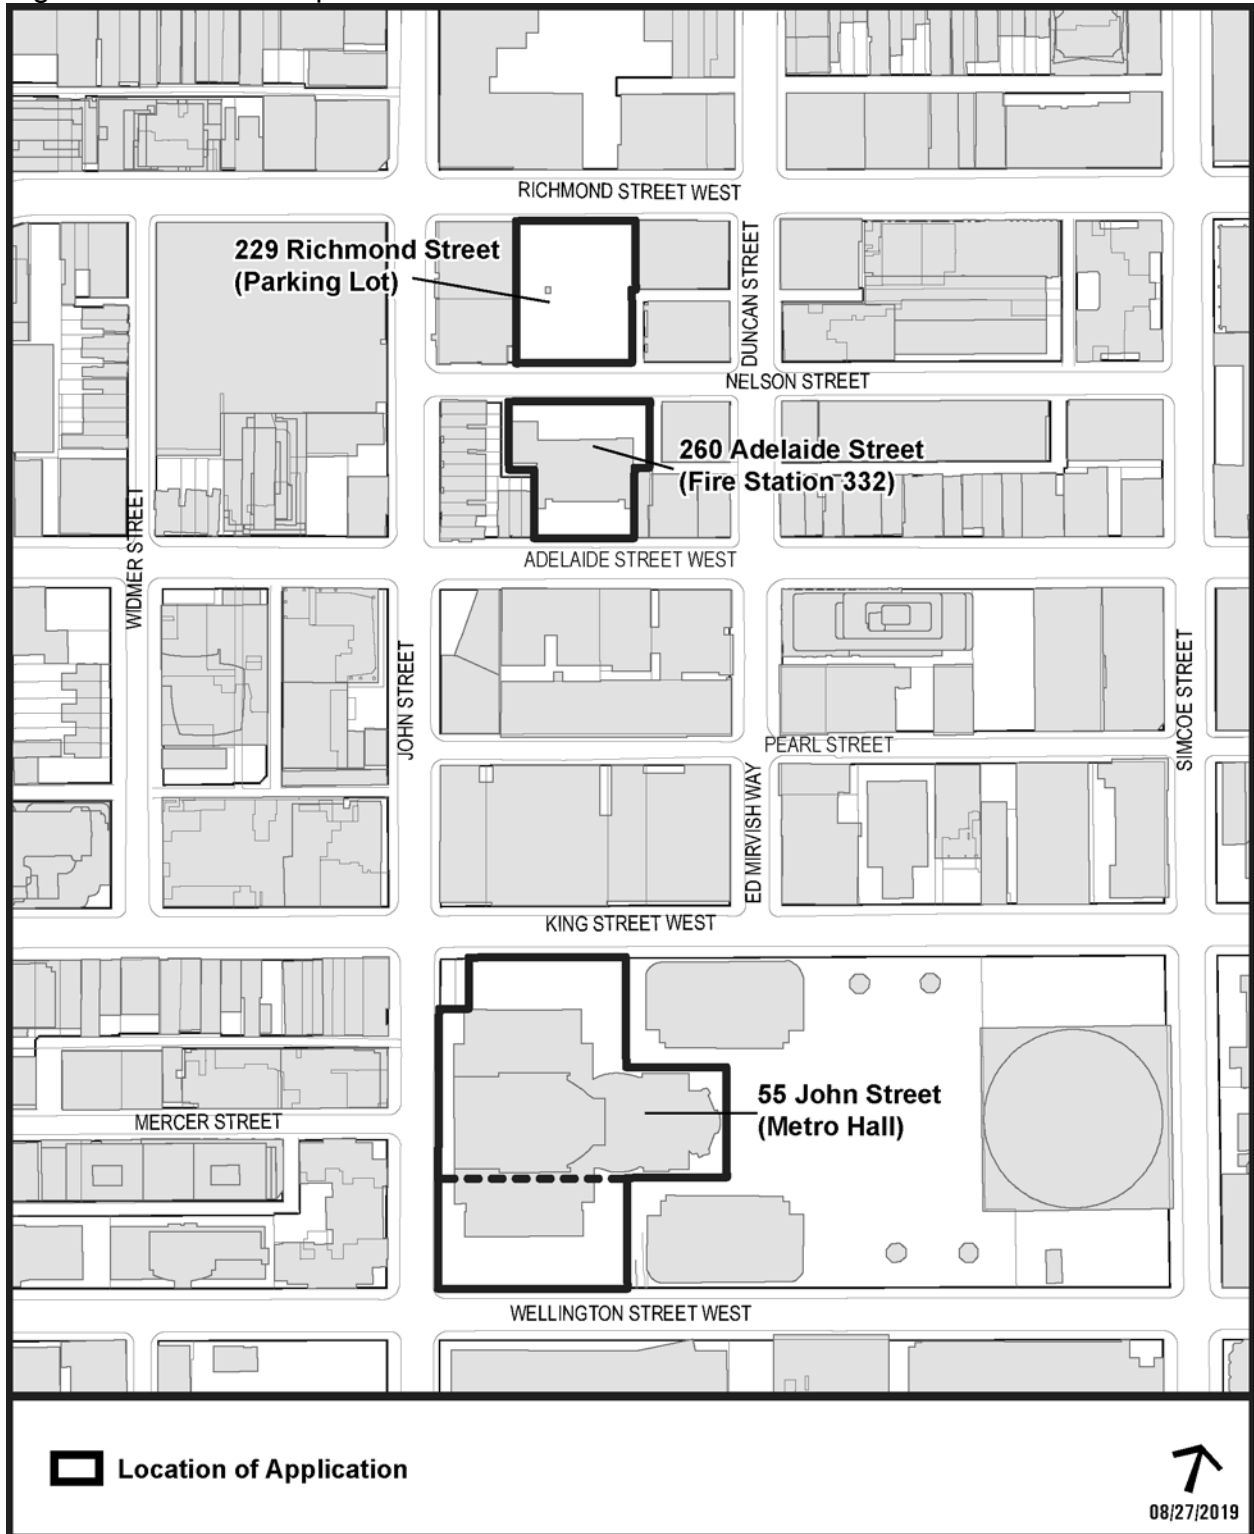 RICHMOND STREET WEST
229 Richmond Street
(Parking Lot)
DUNCAN STREET
NELSON STREET
260 Adelaide Street
(Fire Station 332)
WIDMER STREET
ADELAIDE STREET WEST
JOHN STREET
SIMCOE STREET
PEARL STREET
ED MIRVISH WAY
KING STREET WEST
55 John Street
(Metro Hall)
MERCER STREET
WELLINGTON STREET WEST
Location of Application
08/27/2019